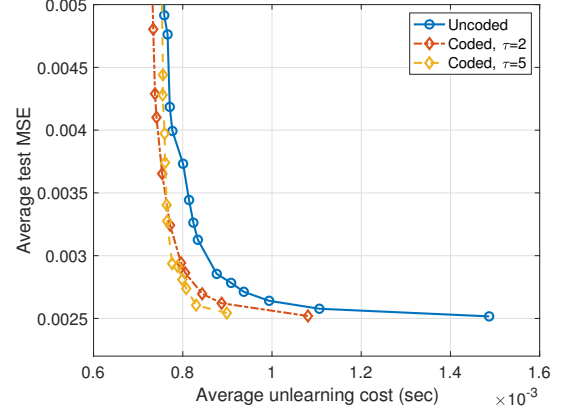 0.005
0.0045
0.004
0.0035
0.003
0.0025
Average test MSE
Uncoded
Coded, τ=2
Coded, τ=5
0.6
0.8
1
1.2
1.4
1.6
Average unlearning cost (sec)
×10⁻³